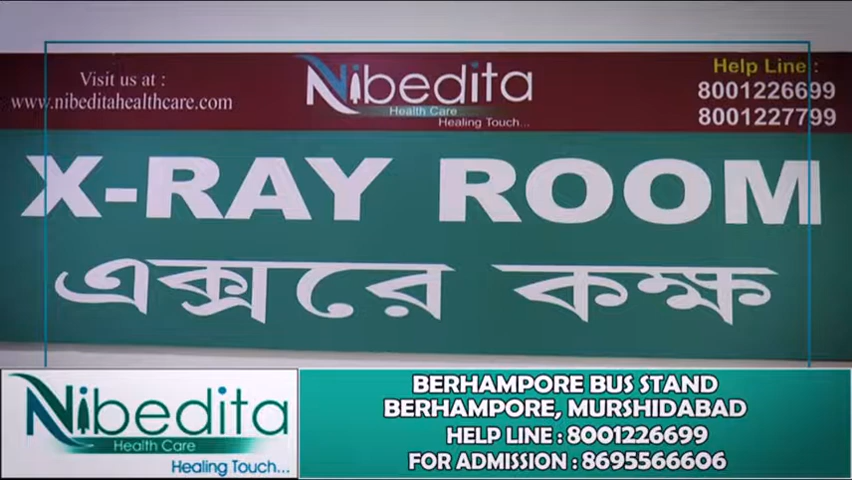 Visit us at :
www.nibeditahealthcare.com
Nibedita
Health Care
Healing Touch...
Help Line :
8001226699
8001227799
X-RAY ROOM
এক্সরে কক্ষ
Nibedita
Health Care
Healing Touch...
BERHAMPORE BUS STAND
BERHAMPORE, MURSHIDABAD
HELP LINE : 8001226699
FOR ADMISSION : 8695566606